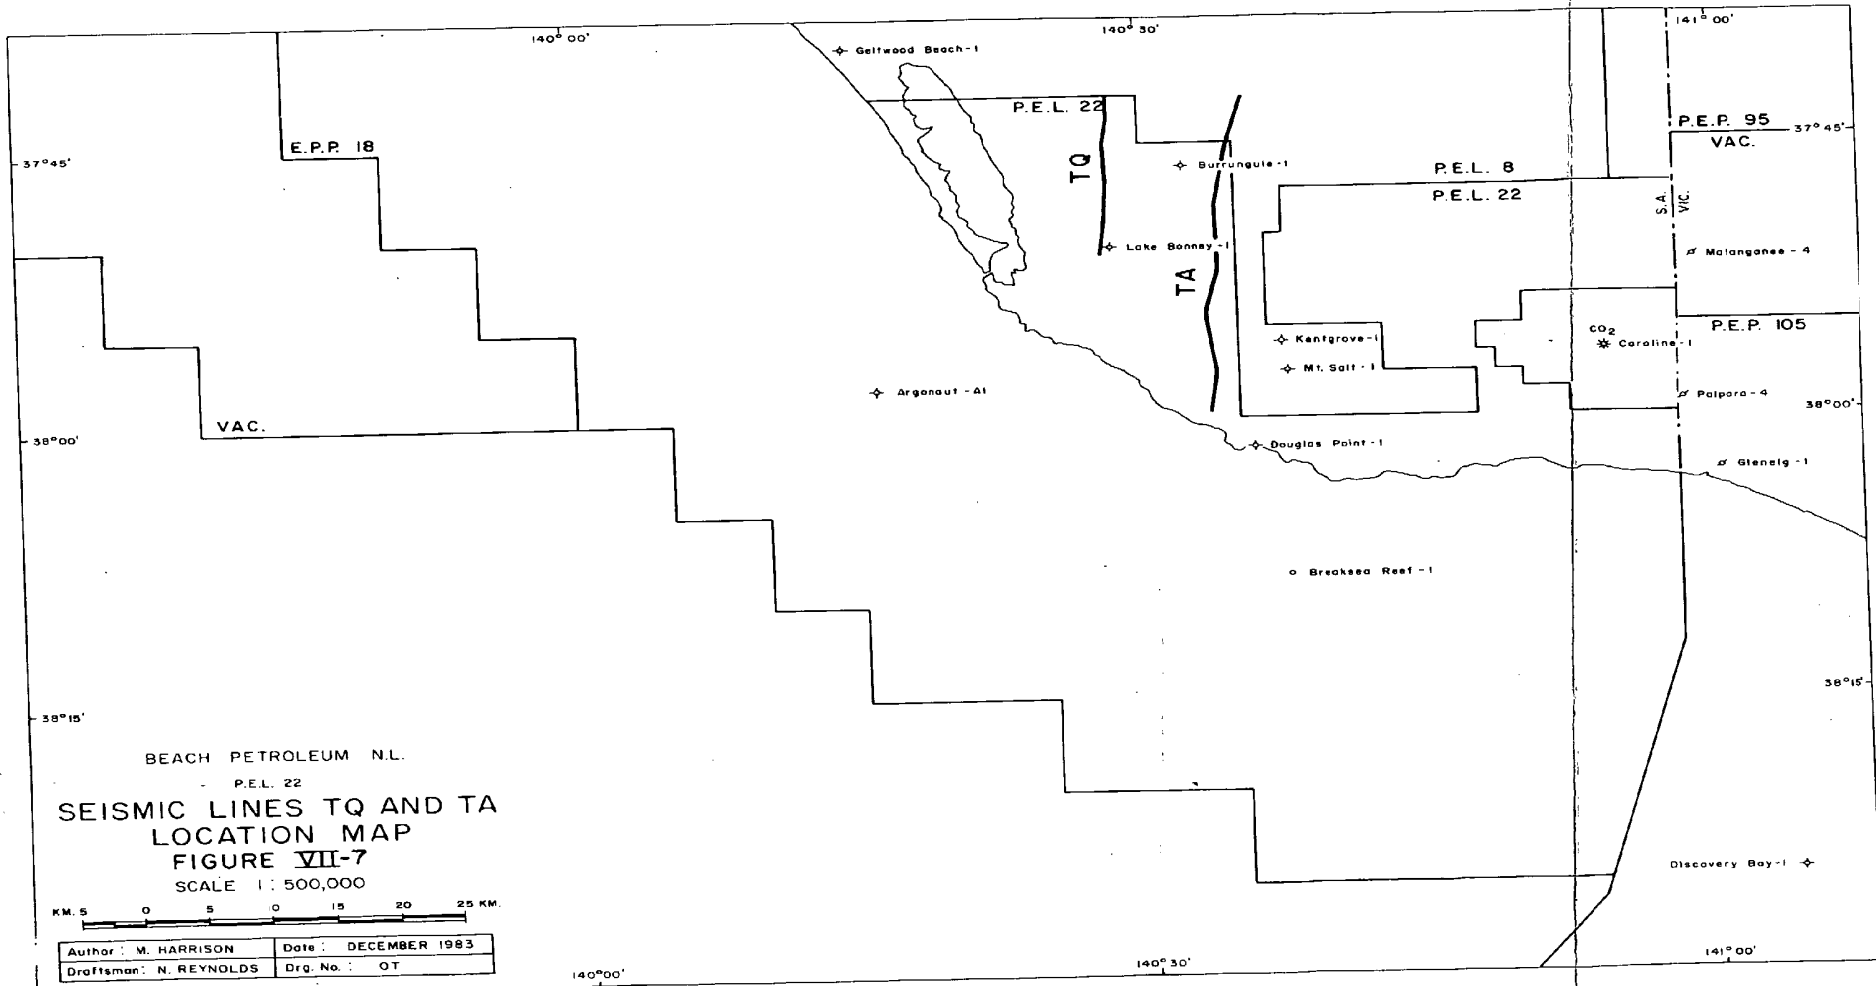 140°00'
140°30'
141°00'
Geltwood Beach-1
P.E.L. 22
P.E.P. 95
37°45'
VAC.
E.P.P. 18
37°45'
TQ
Burrungule-1
P.E.L. 8
P.E.L. 22
S.A.
VIC.
Lake Bonney-1
Malanganee-4
TA
P.E.P. 105
CO2
Caroline-1
Kentgrove-1
Mt. Salt-1
Argonaut-A1
Palpara-4
38°00'
VAC.
38°00'
Douglas Point-1
Glenelg-1
Breaksea Reef-1
38°15'
38°15'
BEACH PETROLEUM N.L.
P.E.L. 22
SEISMIC LINES TQ AND TA
LOCATION MAP
FIGURE VII-7
SCALE 1:500,000
KM. 5 0 5 10 15 20 25 KM.
Author: M. HARRISON Date: DECEMBER 1983
Draftsman: N. REYNOLDS Drg. No.: OT
Discovery Bay-1
140°00'
140°30'
141°00'